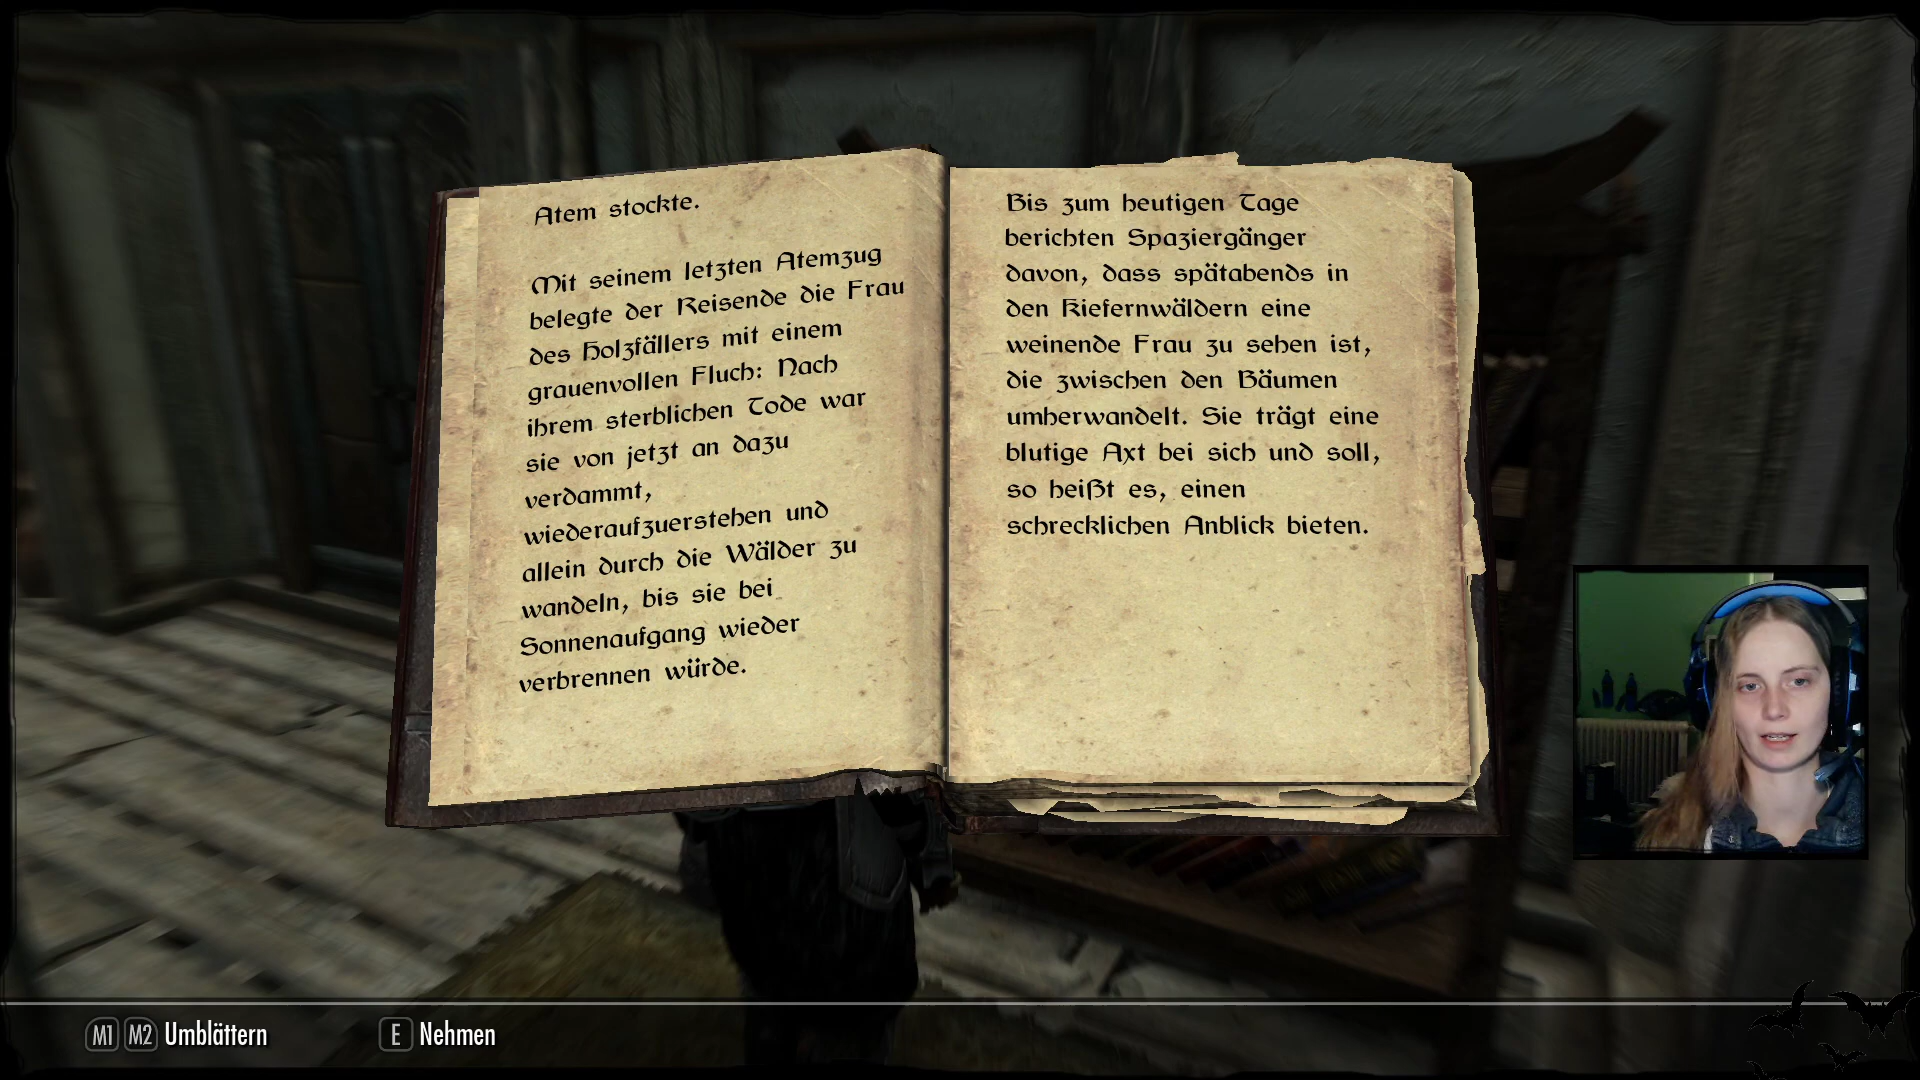 Atem stockte.
Mit seinem letzten Atemzug
belegte der Reisende die Frau
des Holzfällers mit einem
grauenvollen Fluch: Nach
ihrem sterblichen Tode war
sie von jetzt an dazu
verdammt,
wiederaufzuerstehen und
allein durch die Wälder zu
wandeln, bis sie bei
Sonnenaufgang wieder
verbrennen würde.
Bis zum heutigen Tage
berichten Spaziergänger
davon, dass spätabends in
den Kiefernwäldern eine
weinende Frau zu sehen ist,
die zwischen den Bäumen
umherwandelt. Sie trägt eine
blutige Axt bei sich und soll,
so heißt es, einen
schrecklichen Anblick bieten.
M1 M2 Umblättern
E Nehmen